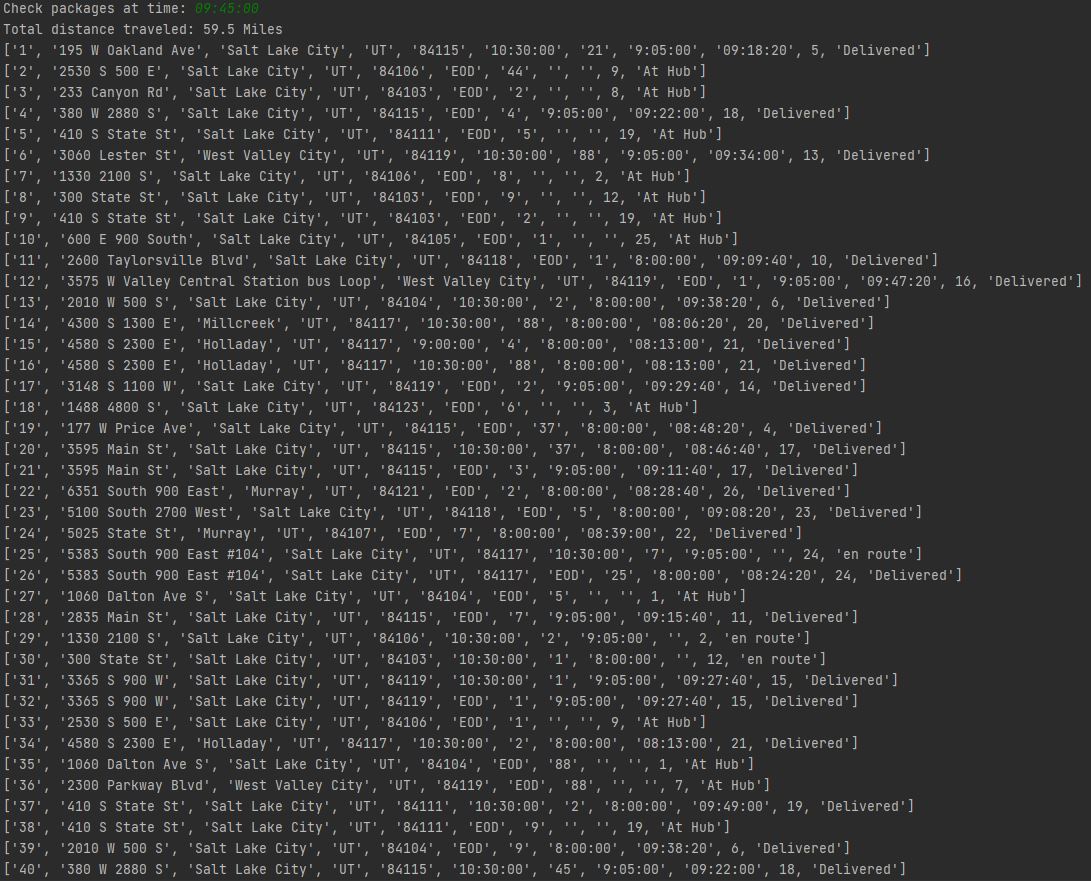 Check packages at time: 09:45:00
Total distance traveled: 59.5 Miles
['1', '195 W Oakland Ave', 'Salt Lake City', 'UT', '84115', '10:30:00', '21', '9:05:00', '09:18:20', 5, 'Delivered']
['2', '2530 S 500 E', 'Salt Lake City', 'UT', '84106', 'EOD', '44', '', '', 9, 'At Hub']
['3', '233 Canyon Rd', 'Salt Lake City', 'UT', '84103', 'EOD', '2', '', '', 8, 'At Hub']
['4', '380 W 2880 S', 'Salt Lake City', 'UT', '84115', 'EOD', '4', '9:05:00', '09:22:00', 18, 'Delivered']
['5', '410 S State St', 'Salt Lake City', 'UT', '84111', 'EOD', '5', '', '', 19, 'At Hub']
['6', '3060 Lester St', 'West Valley City', 'UT', '84119', '10:30:00', '88', '9:05:00', '09:34:00', 13, 'Delivered']
['7', '1330 2100 S', 'Salt Lake City', 'UT', '84106', 'EOD', '8', '', '', 2, 'At Hub']
['8', '300 State St', 'Salt Lake City', 'UT', '84103', 'EOD', '9', '', '', 12, 'At Hub']
['9', '410 S State St', 'Salt Lake City', 'UT', '84103', 'EOD', '2', '', '', 19, 'At Hub']
['10', '600 E 900 South', 'Salt Lake City', 'UT', '84105', 'EOD', '1', '', '', 25, 'At Hub']
['11', '2600 Taylorsville Blvd', 'Salt Lake City', 'UT', '84118', 'EOD', '1', '8:00:00', '09:09:40', 10, 'Delivered']
['12', '3575 W Valley Central Station bus Loop', 'West Valley City', 'UT', '84119', 'EOD', '1', '9:05:00', '09:47:20', 16, 'Delivered']
['13', '2010 W 500 S', 'Salt Lake City', 'UT', '84104', '10:30:00', '2', '8:00:00', '09:38:20', 6, 'Delivered']
['14', '4300 S 1300 E', 'Millcreek', 'UT', '84117', '10:30:00', '88', '8:00:00', '08:06:20', 20, 'Delivered']
['15', '4580 S 2300 E', 'Holladay', 'UT', '84117', '9:00:00', '4', '8:00:00', '08:13:00', 21, 'Delivered']
['16', '4580 S 2300 E', 'Holladay', 'UT', '84117', '10:30:00', '88', '8:00:00', '08:13:00', 21, 'Delivered']
['17', '3148 S 1100 W', 'Salt Lake City', 'UT', '84119', 'EOD', '2', '9:05:00', '09:29:40', 14, 'Delivered']
['18', '1488 4800 S', 'Salt Lake City', 'UT', '84123', 'EOD', '6', '', '', 3, 'At Hub']
['19', '177 W Price Ave', 'Salt Lake City', 'UT', '84115', 'EOD', '37', '8:00:00', '08:48:20', 4, 'Delivered']
['20', '3595 Main St', 'Salt Lake City', 'UT', '84115', '10:30:00', '37', '8:00:00', '08:46:40', 17, 'Delivered']
['21', '3595 Main St', 'Salt Lake City', 'UT', '84115', 'EOD', '3', '9:05:00', '09:11:40', 17, 'Delivered']
['22', '6351 South 900 East', 'Murray', 'UT', '84121', 'EOD', '2', '8:00:00', '08:28:40', 26, 'Delivered']
['23', '5100 South 2700 West', 'Salt Lake City', 'UT', '84118', 'EOD', '5', '8:00:00', '09:08:20', 23, 'Delivered']
['24', '5025 State St', 'Murray', 'UT', '84107', 'EOD', '7', '8:00:00', '08:39:00', 22, 'Delivered']
['25', '5383 South 900 East #104', 'Salt Lake City', 'UT', '84117', '10:30:00', '7', '9:05:00', '', 24, 'en route']
['26', '5383 South 900 East #104', 'Salt Lake City', 'UT', '84117', 'EOD', '25', '8:00:00', '08:24:20', 24, 'Delivered']
['27', '1060 Dalton Ave S', 'Salt Lake City', 'UT', '84104', 'EOD', '5', '', '', 1, 'At Hub']
['28', '2835 Main St', 'Salt Lake City', 'UT', '84115', 'EOD', '7', '9:05:00', '09:15:40', 11, 'Delivered']
['29', '1330 2100 S', 'Salt Lake City', 'UT', '84106', '10:30:00', '2', '9:05:00', '', 2, 'en route']
['30', '300 State St', 'Salt Lake City', 'UT', '84103', '10:30:00', '1', '8:00:00', '', 12, 'en route']
['31', '3365 S 900 W', 'Salt Lake City', 'UT', '84119', '10:30:00', '1', '9:05:00', '09:27:40', 15, 'Delivered']
['32', '3365 S 900 W', 'Salt Lake City', 'UT', '84119', 'EOD', '1', '9:05:00', '09:27:40', 15, 'Delivered']
['33', '2530 S 500 E', 'Salt Lake City', 'UT', '84106', 'EOD', '1', '', '', 9, 'At Hub']
['34', '4580 S 2300 E', 'Holladay', 'UT', '84117', '10:30:00', '2', '8:00:00', '08:13:00', 21, 'Delivered']
['35', '1060 Dalton Ave S', 'Salt Lake City', 'UT', '84104', 'EOD', '88', '', '', 1, 'At Hub']
['36', '2300 Parkway Blvd', 'West Valley City', 'UT', '84119', 'EOD', '88', '', '', 7, 'At Hub']
['37', '410 S State St', 'Salt Lake City', 'UT', '84111', '10:30:00', '2', '8:00:00', '09:49:00', 19, 'Delivered']
['38', '410 S State St', 'Salt Lake City', 'UT', '84111', 'EOD', '9', '', '', 19, 'At Hub']
['39', '2010 W 500 S', 'Salt Lake City', 'UT', '84104', 'EOD', '9', '8:00:00', '09:38:20', 6, 'Delivered']
['40', '380 W 2880 S', 'Salt Lake City', 'UT', '84115', '10:30:00', '45', '9:05:00', '09:22:00', 18, 'Delivered']